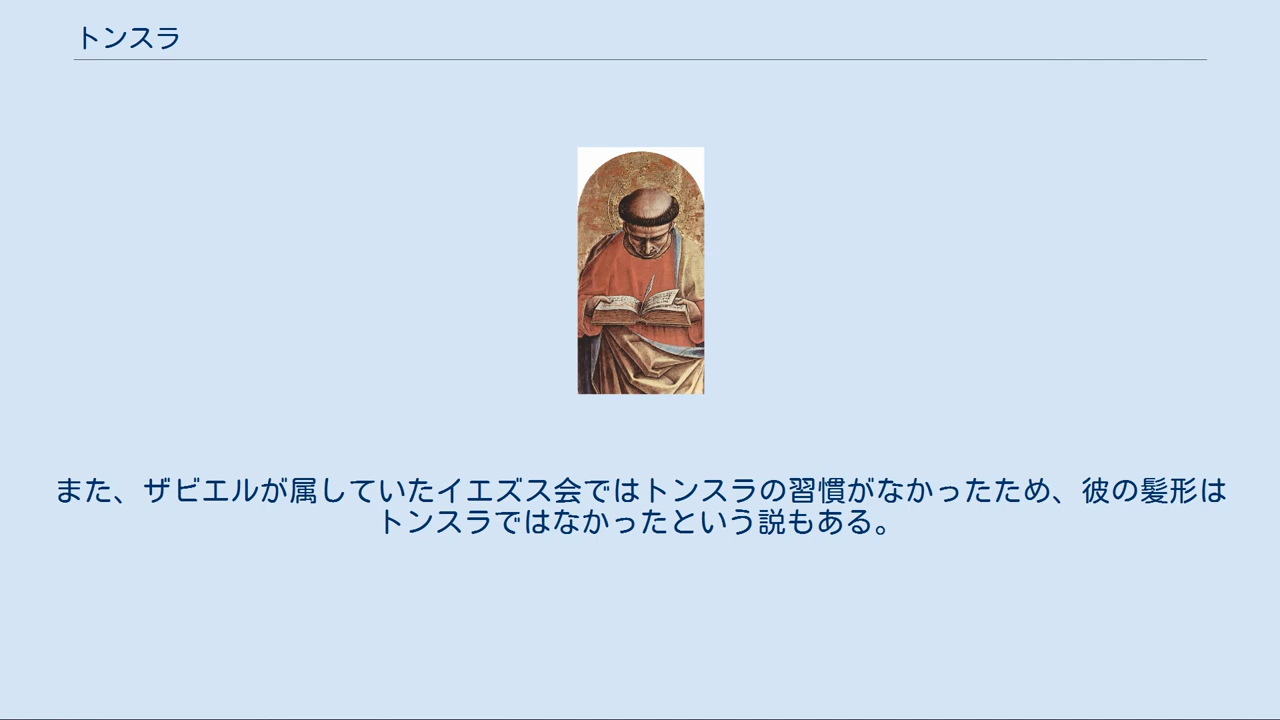 トンスラ
また、ザビエルが属していたイエズス会ではトンスラの習慣がなかったため、彼の髪形は
トンスラではなかったという説もある。